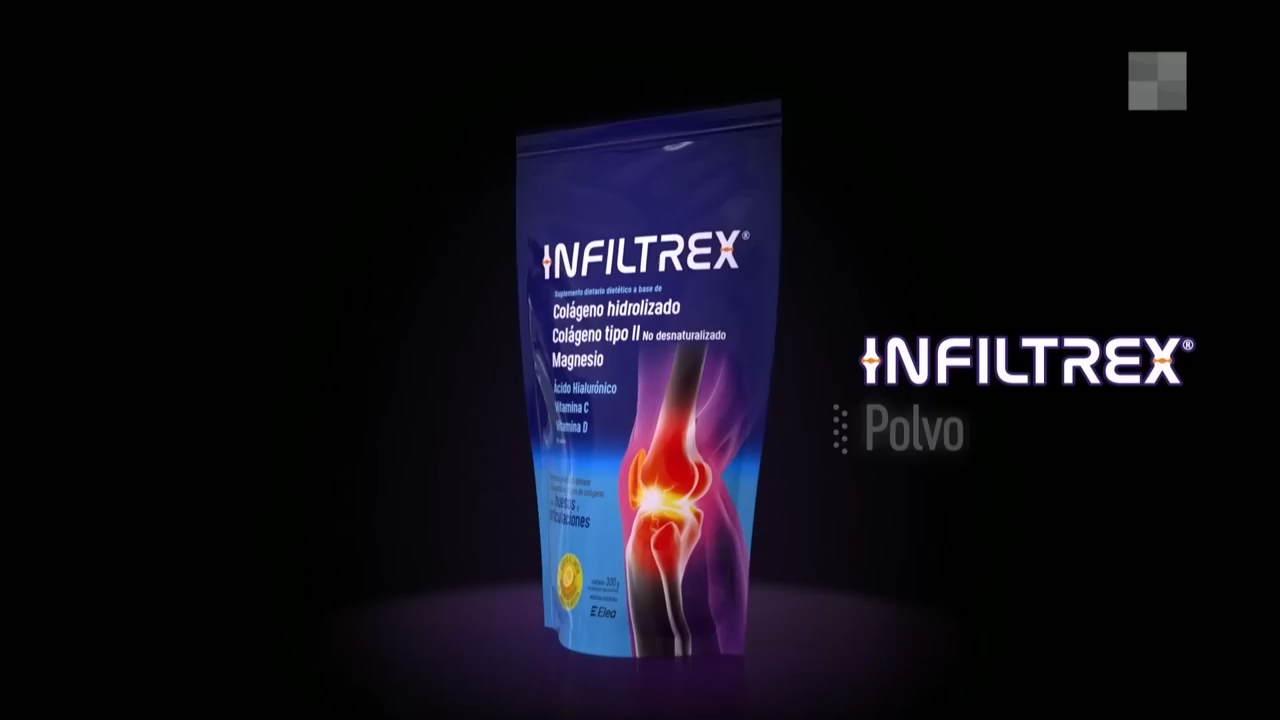 INFILTREX®
Suplemento dietario dietético a base de
Colágeno hidrolizado
Colágeno tipo II No desnaturalizado
Magnesio
Ácido Hialurónico
Vitamina C
Vitamina D
huesos y
articulaciones
300 g
Elea
INFILTREX®
Polvo